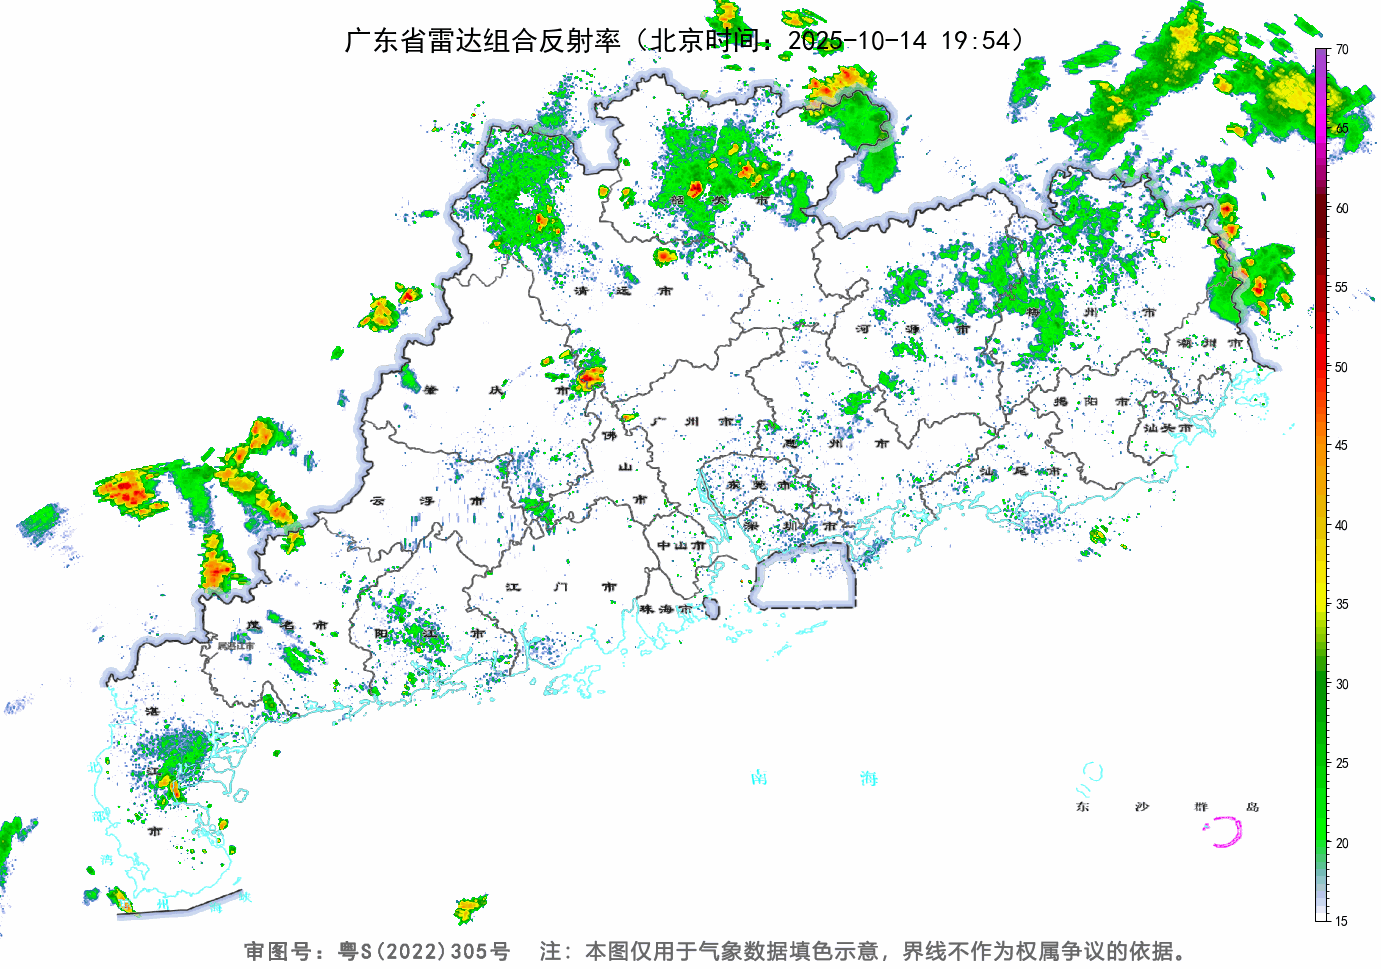 广东省雷达组合反射率（北京时间：2025-10-14 19:54）
70
65
60
55
50
45
40
35
30
25
20
15
韶关市
清远市
河源市
梅州市
潮州市
肇庆市
广州市
揭阳市
汕头市
佛山市
惠州市
汕尾市
东莞市
云浮市
深圳市
中山市
江门市
珠海市
茂名市
阳江市
湛江市
南海
东沙群岛
北部湾
州海峡
审图号：粤S(2022)305号 注：本图仅用于气象数据填色示意，界线不作为权属争议的依据。